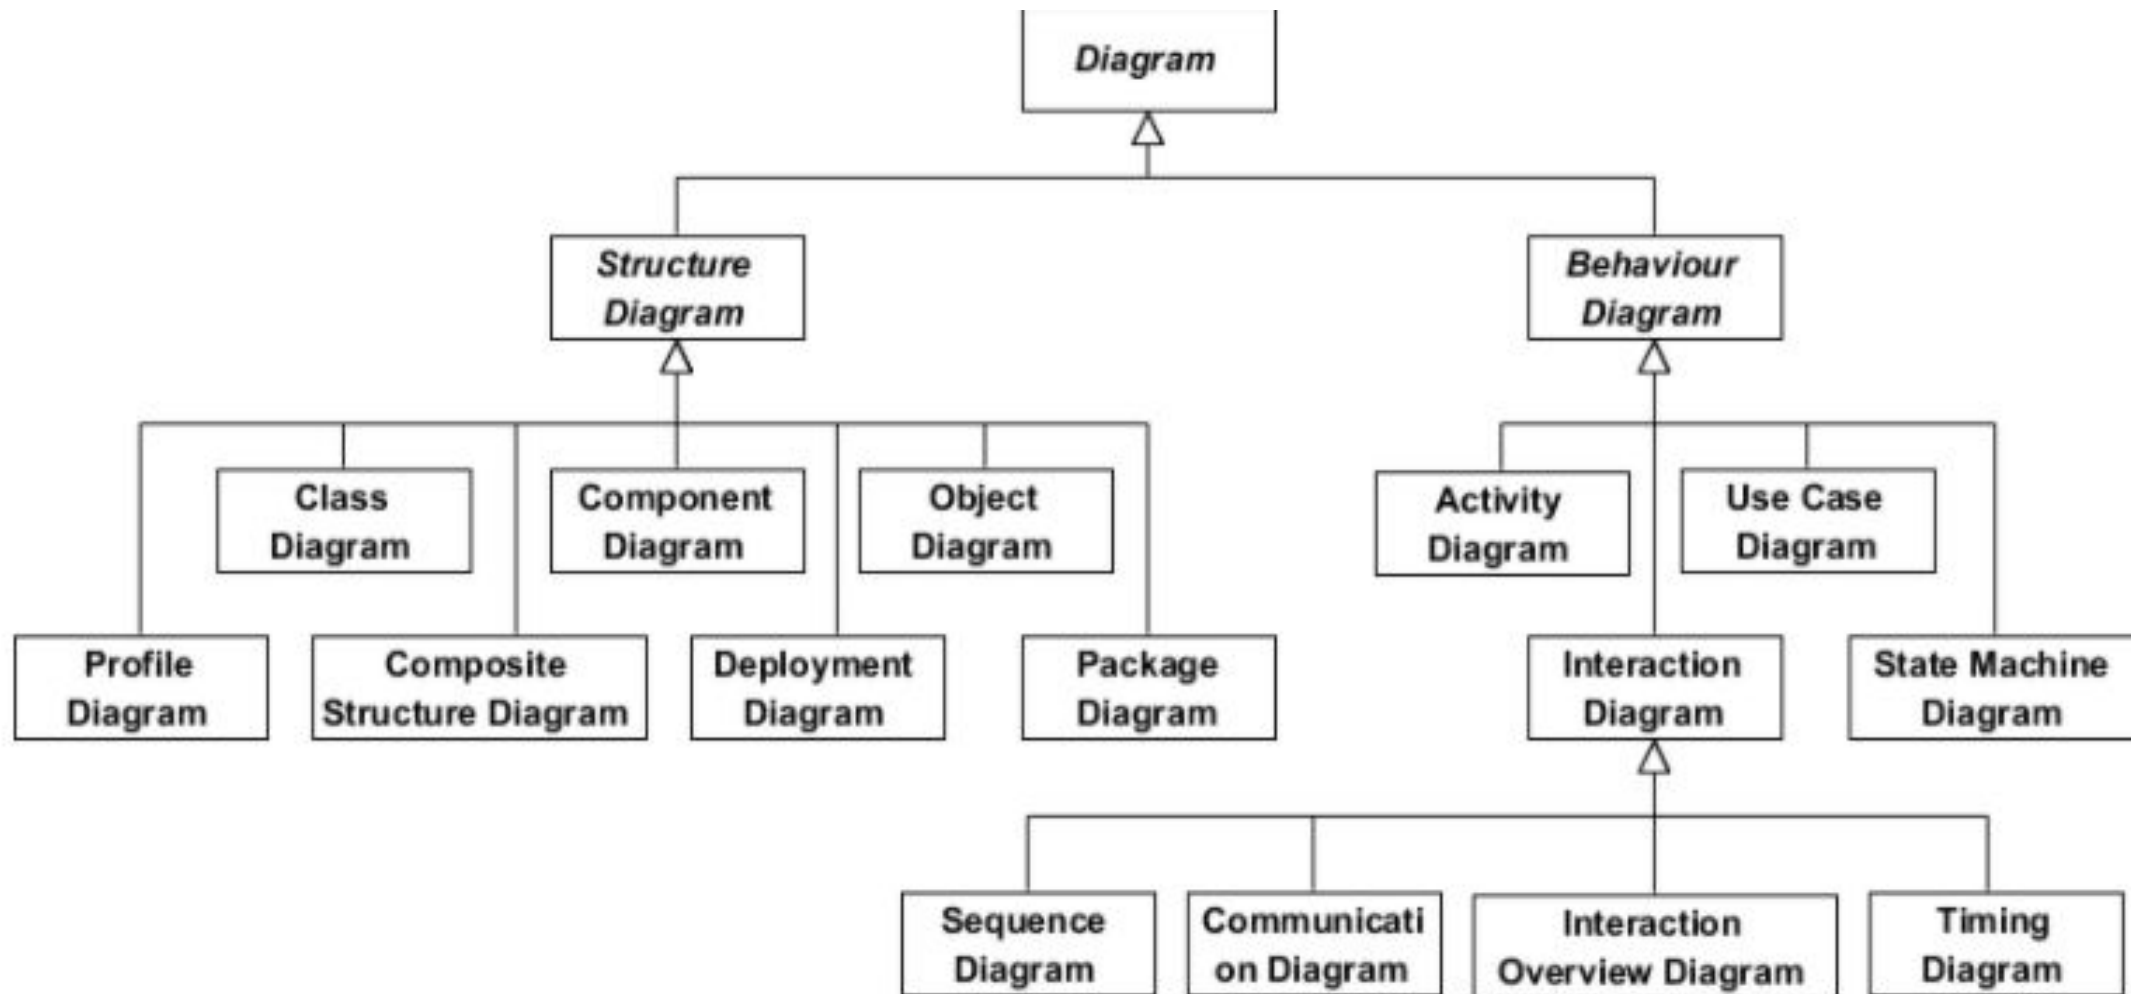 Diagram
Structure
Diagram
Behaviour
Diagram
Class
Diagram
Component
Diagram
Object
Diagram
Activity
Diagram
Use Case
Diagram
Profile
Diagram
Composite
Structure Diagram
Deployment
Diagram
Package
Diagram
Interaction
Diagram
State Machine
Diagram
Sequence
Diagram
Communicati
on Diagram
Interaction
Overview Diagram
Timing
Diagram